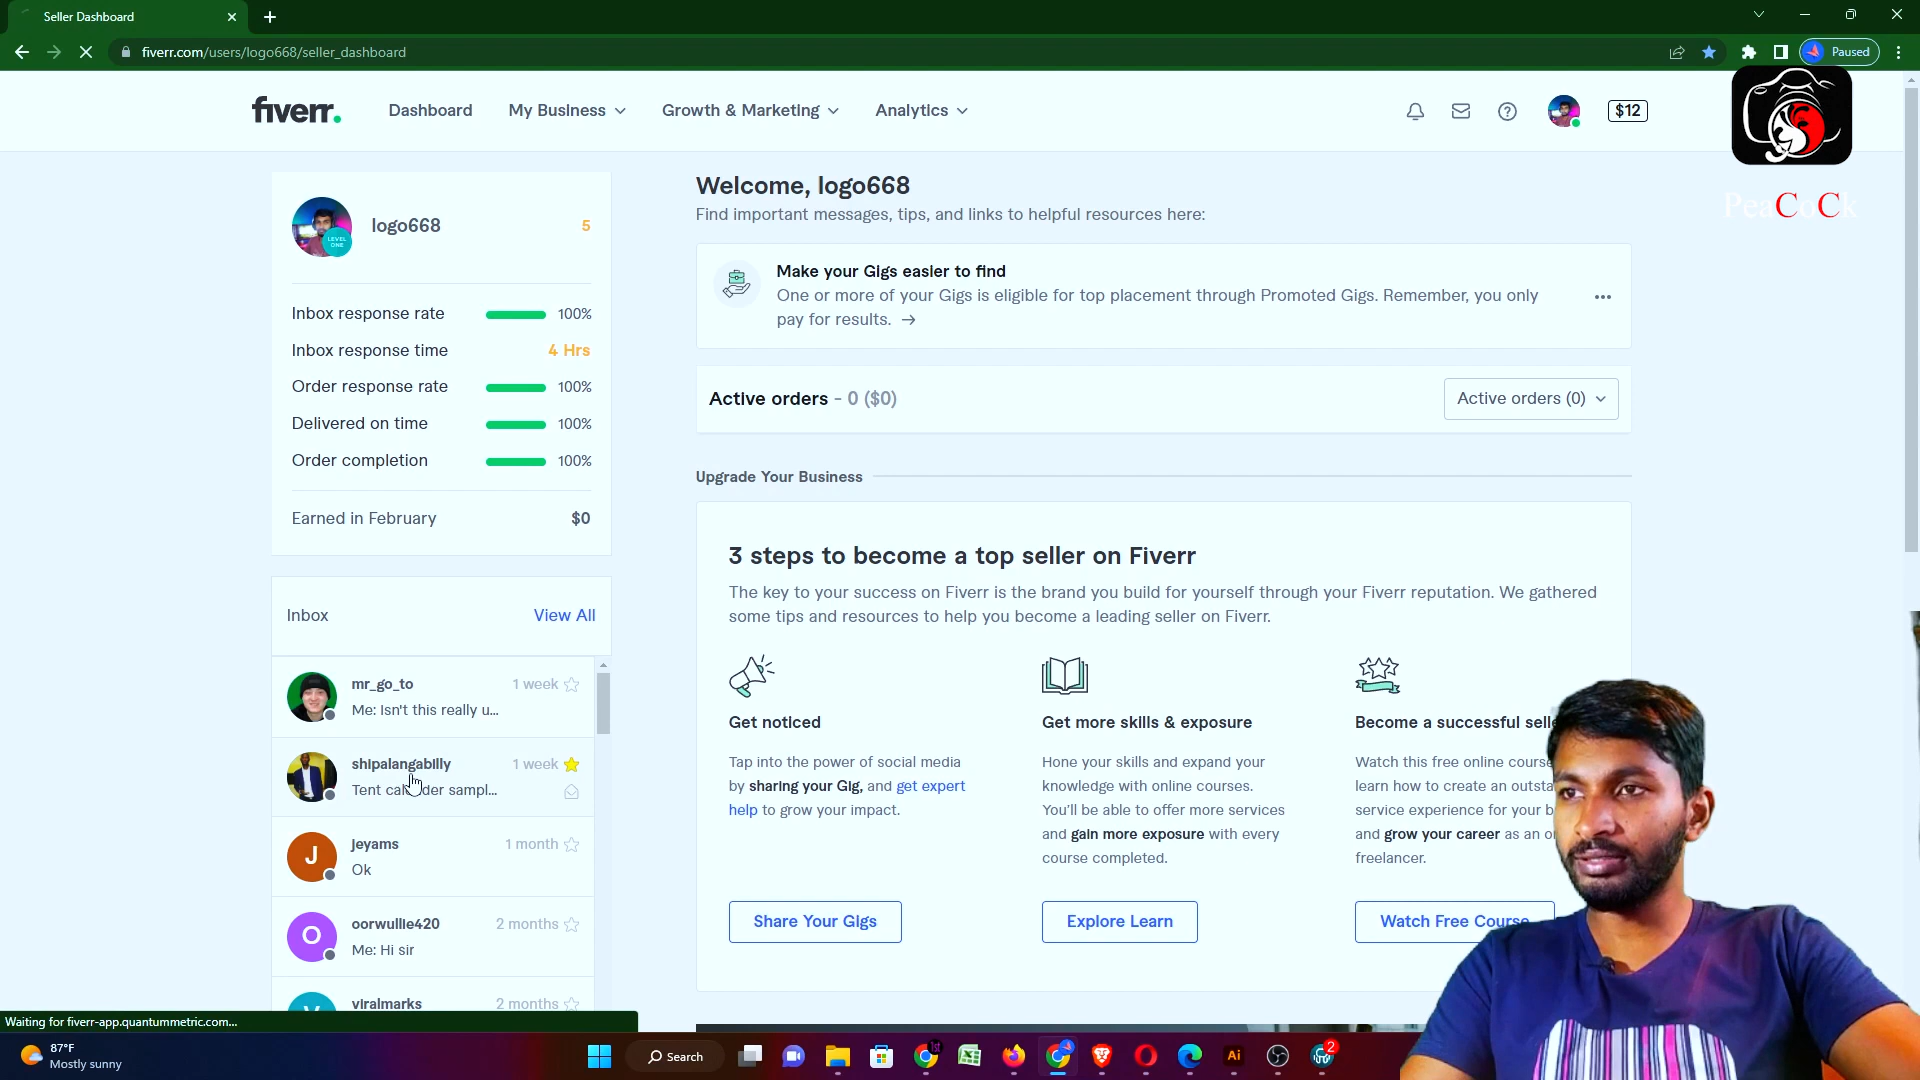 Seller Dashboard
fiverr.com/users/logo668/seller_dashboard
Paused
fiverr.
Dashboard
My Business
Growth & Marketing
Analytics
$12
PeaCoCk
logo668
5
LEVEL
ONE
Inbox response rate
100%
Inbox response time
4 Hrs
Order response rate
100%
Delivered on time
100%
Order completion
100%
Earned in February
$0
Inbox
View All
mr_go_to
1 week
Me: Isn't this really u...
shipalangabilly
1 week
Tent calender sampl...
J
jeyams
1 month
Ok
O
oorwullie420
2 months
Me: Hi sir
viralmarks
2 months
Welcome, logo668
Find important messages, tips, and links to helpful resources here:
Make your Gigs easier to find
One or more of your Gigs is eligible for top placement through Promoted Gigs. Remember, you only
pay for results. →
Active orders - 0 ($0)
Active orders (0)
Upgrade Your Business
3 steps to become a top seller on Fiverr
The key to your success on Fiverr is the brand you build for yourself through your Fiverr reputation. We gathered
some tips and resources to help you become a leading seller on Fiverr.
Get noticed
Tap into the power of social media
by sharing your Gig, and get expert
help to grow your impact.
Share Your Gigs
Get more skills & exposure
Hone your skills and expand your
knowledge with online courses.
You'll be able to offer more services
and gain more exposure with every
course completed.
Explore Learn
Become a successful selle
Watch this free online course
learn how to create an outsta
service experience for your b
and grow your career as an o
freelancer.
Watch Free Course
Waiting for fiverr-app.quantummetric.com...
87°F
Mostly sunny
Search
1st
Ai
2